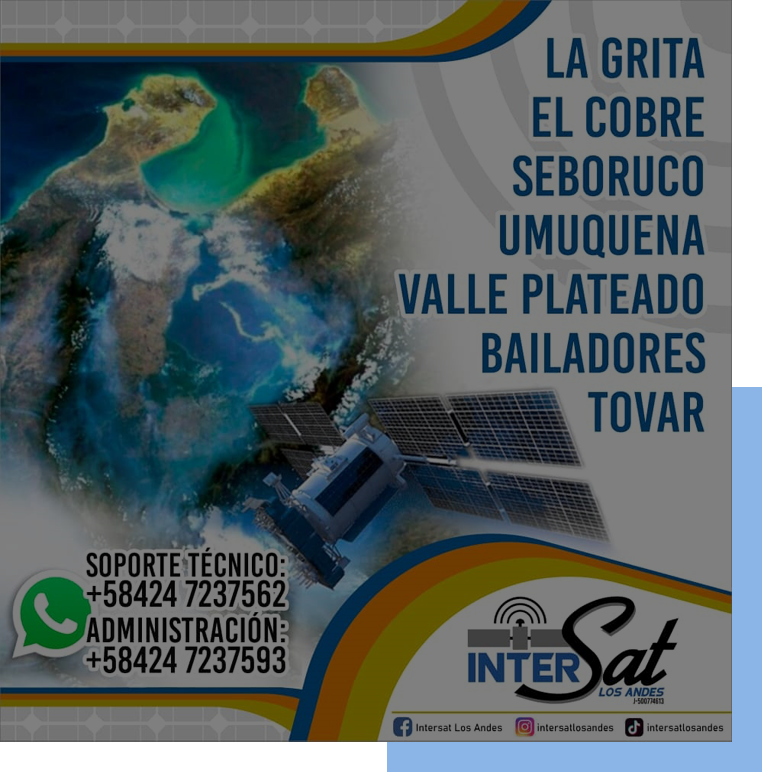 LA GRITA
EL COBRE
SEBORUCO
UMUQUENA
VALLE PLATEADO
BAILADORES
TOVAR
SOPORTE TÉCNICO:
+58424 7237562
ADMINISTRACIÓN:
+58424 7237593
INTERSat
LOS ANDES
J-500774613
Intersat Los Andes intersatlosandes intersatlosandes